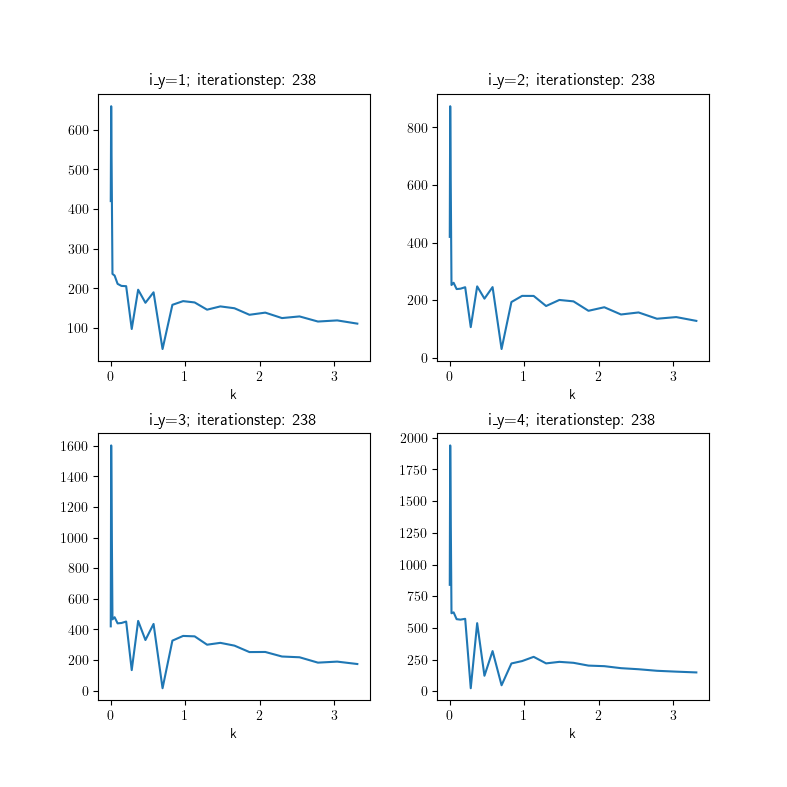 i_y=1; iterationstep: 238
600
500
400
300
200
100
0 1 2 3
k
i_y=2; iterationstep: 238
800
600
400
200
0
0 1 2 3
k
i_y=3; iterationstep: 238
1600
1400
1200
1000
800
600
400
200
0
0 1 2 3
k
i_y=4; iterationstep: 238
2000
1750
1500
1250
1000
750
500
250
0
0 1 2 3
k